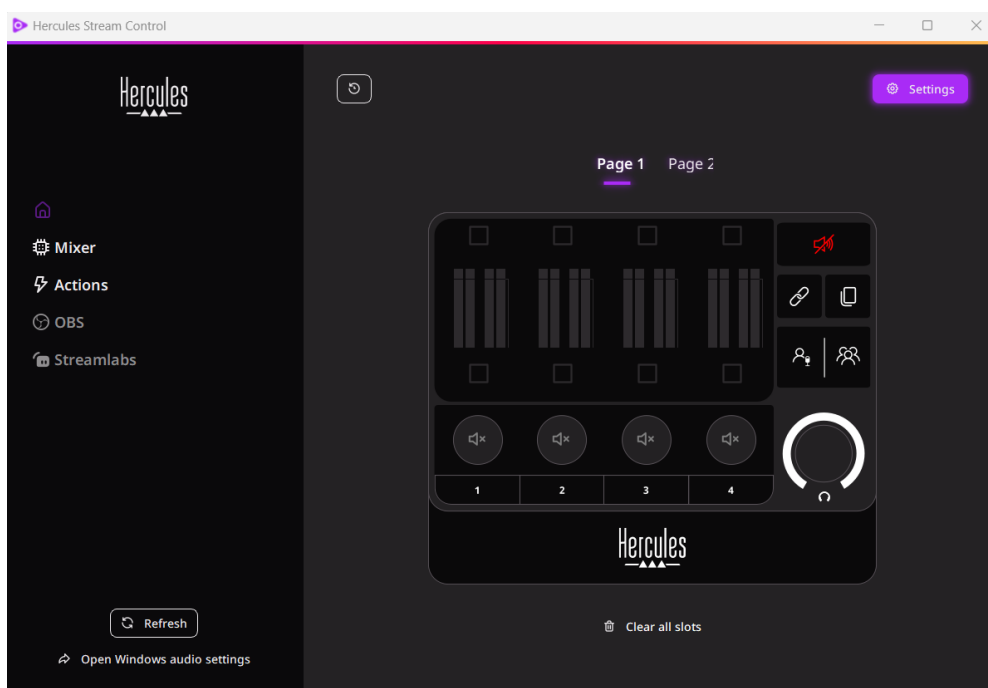 Hercules Stream Control
Hercules
Settings
Page 1 Page 2
Mixer
Actions
OBS
Streamlabs
1 2 3 4
Hercules
Refresh
Clear all slots
Open Windows audio settings